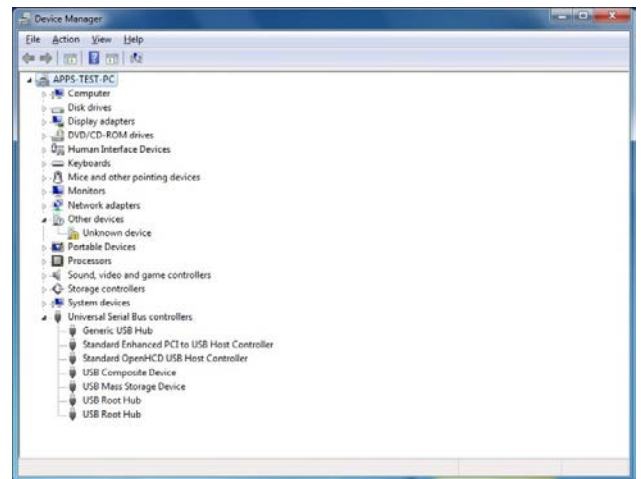 Device Manager
File Action View Help
APPS-TEST-PC
Computer
Disk drives
Display adapters
DVD/CD-ROM drives
Human Interface Devices
Keyboards
Mice and other pointing devices
Monitors
Network adapters
Other devices
Unknown device
Portable Devices
Processors
Sound, video and game controllers
Storage controllers
System devices
Universal Serial Bus controllers
Generic USB Hub
Standard Enhanced PCI to USB Host Controller
Standard OpenHCD USB Host Controller
USB Composite Device
USB Mass Storage Device
USB Root Hub
USB Root Hub